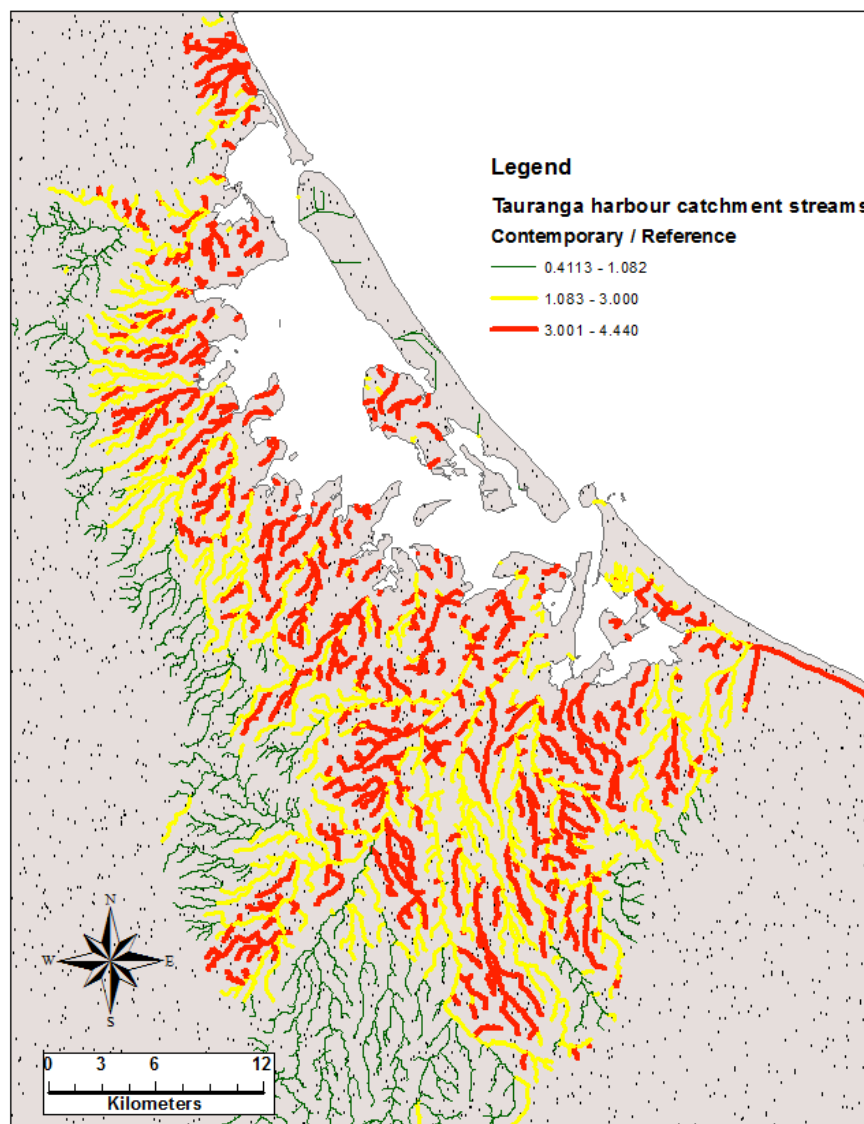 Legend
Tauranga harbour catchment streams
Contemporary / Reference
0.4113 - 1.082
1.083 - 3.000
3.001 - 4.440
N
W
E
S
0 3 6 12
Kilometers